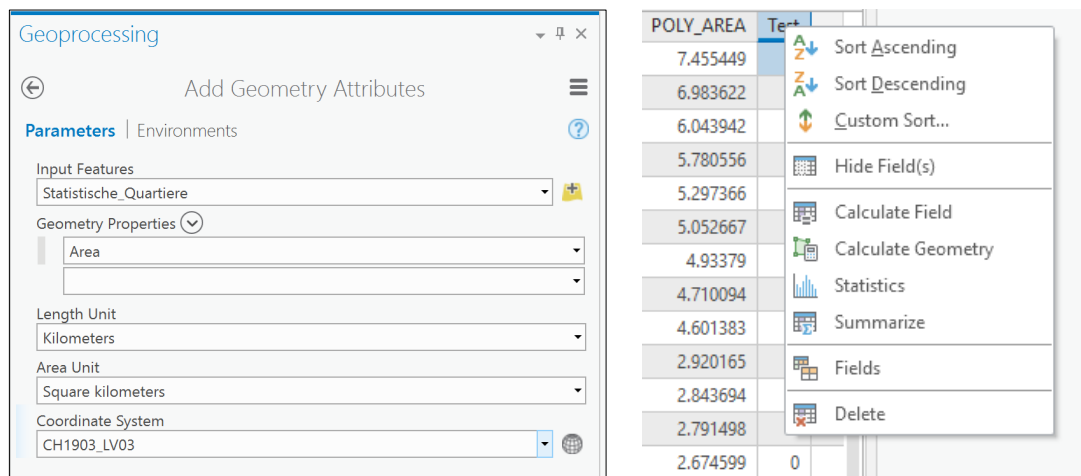 Geoprocessing
Add Geometry Attributes
Parameters | Environments
Input Features
Statistische_Quartiere
Geometry Properties
Area
Length Unit
Kilometers
Area Unit
Square kilometers
Coordinate System
CH1903_LV03
POLY_AREA Test
7.455449
6.983622
6.043942
5.780556
5.297366
5.052667
4.93379
4.710094
4.601383
2.920165
2.843694
2.791498
2.674599 0
Sort Ascending
Sort Descending
Custom Sort...
Hide Field(s)
Calculate Field
Calculate Geometry
Statistics
Summarize
Fields
Delete